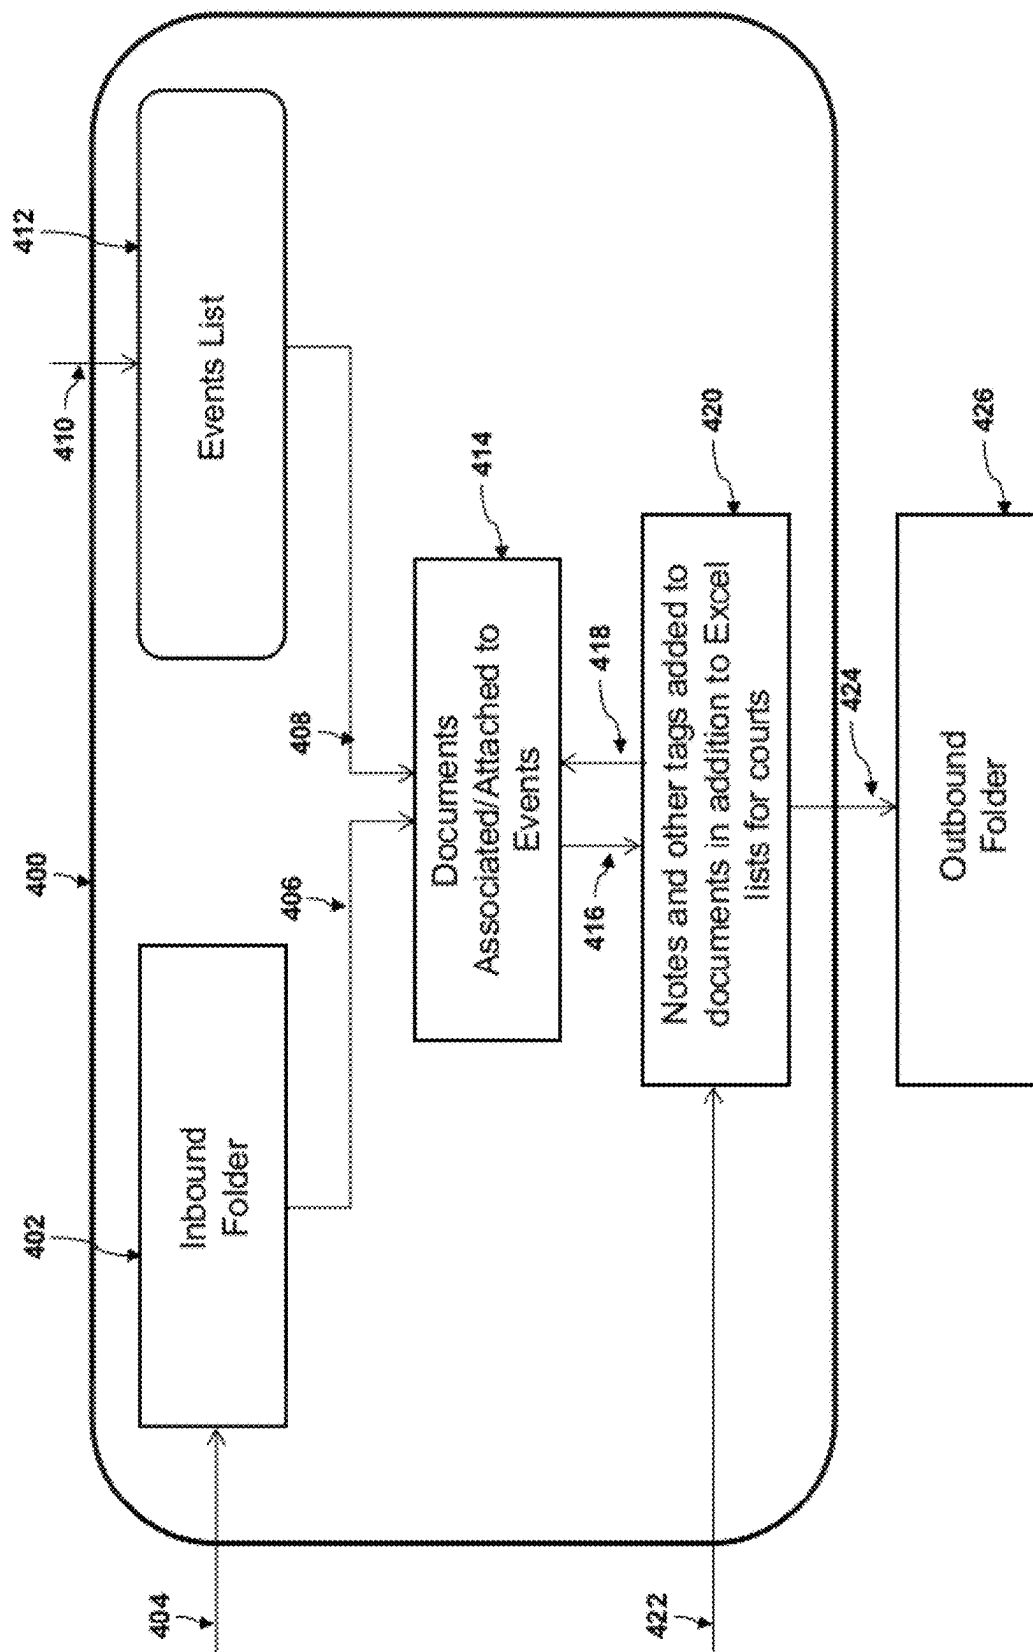 400
402
Inbound
Folder
404
406
408
410
412
Events List
Documents
Associated/Attached to
Events
414
416
418
Notes and other tags added to
documents in addition to Excel
lists for courts
420
422
424
Outbound
Folder
426